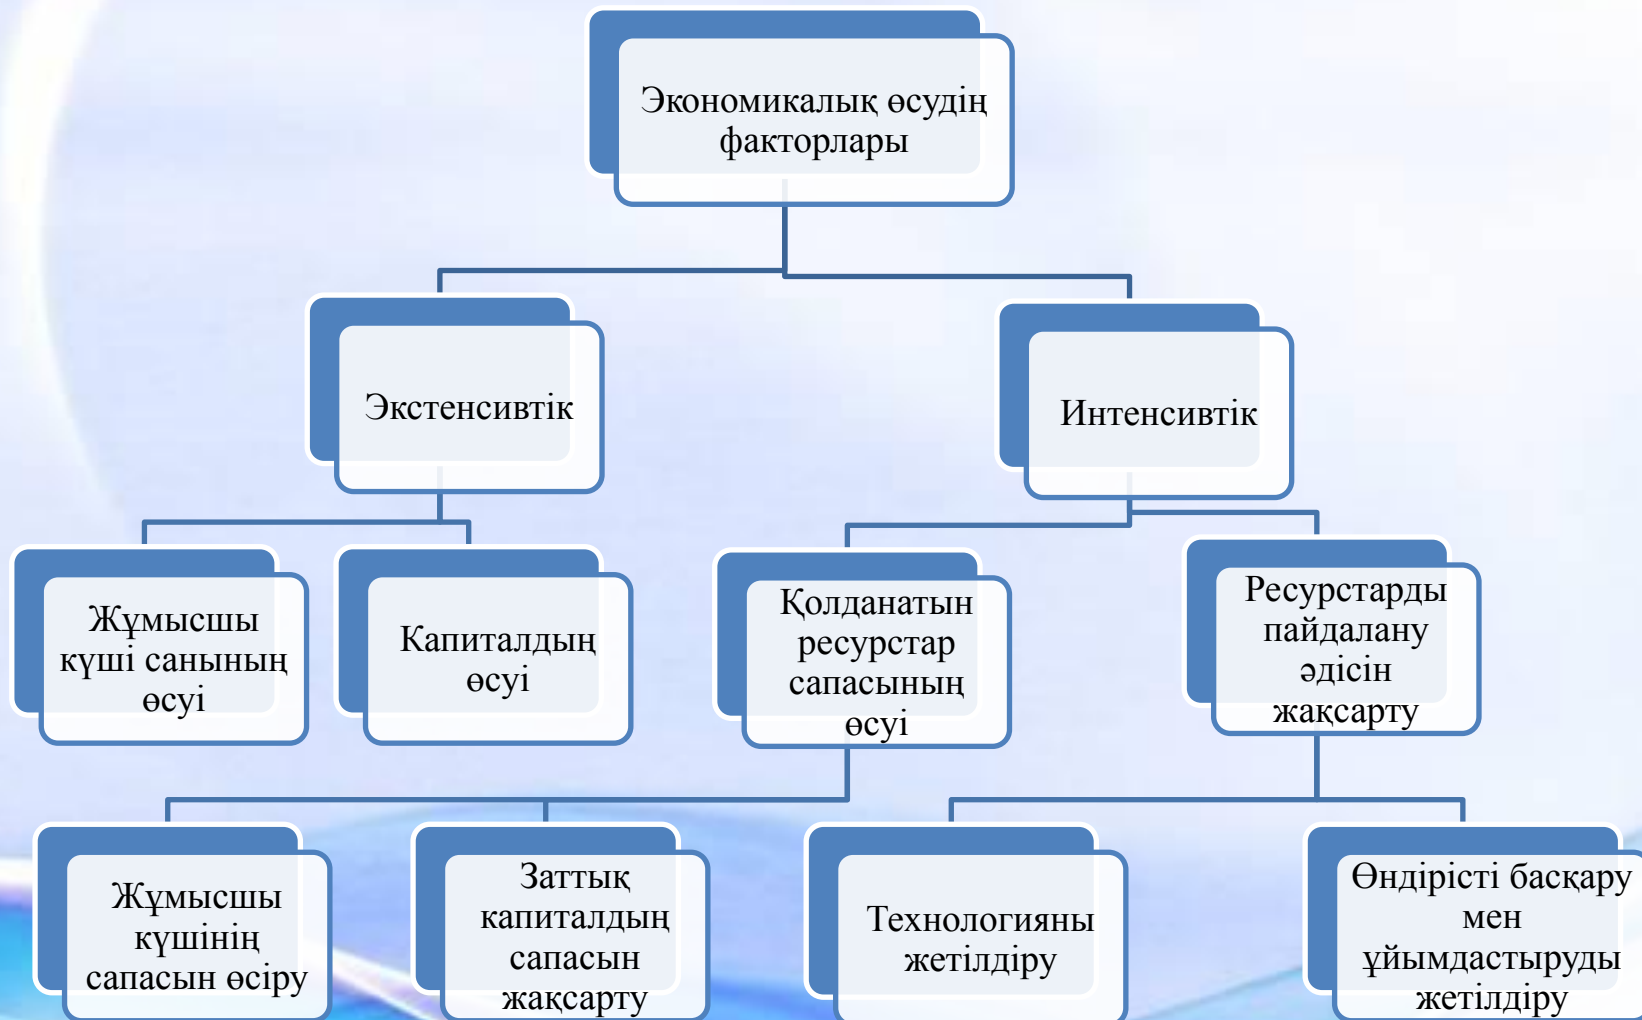 Экономикалық өсудің
факторлары
Экстенсивтік
Интенсивтік
Жұмысшы
күші санының
өсуі
Капиталдың
өсуі
Қолданатын
ресурстар
сапасының
өсуі
Ресурстарды
пайдалану
әдісін
жақсарту
Жұмысшы
күшінің
сапасын өсіру
Заттық
капиталдың
сапасын
жақсарту
Технологияны
жетілдіру
Өндірісті басқару
мен
ұйымдастыруды
жетілдіру